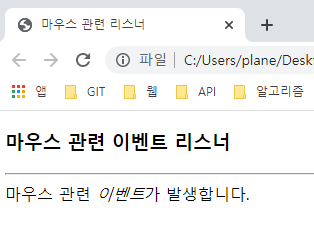 마우스 관련 리스너
파일 | C:/Users/plane/Deskt
앱 GIT 웹 API 알고리즘
마우스 관련 이벤트 리스너
마우스 관련 이벤트가 발생합니다.